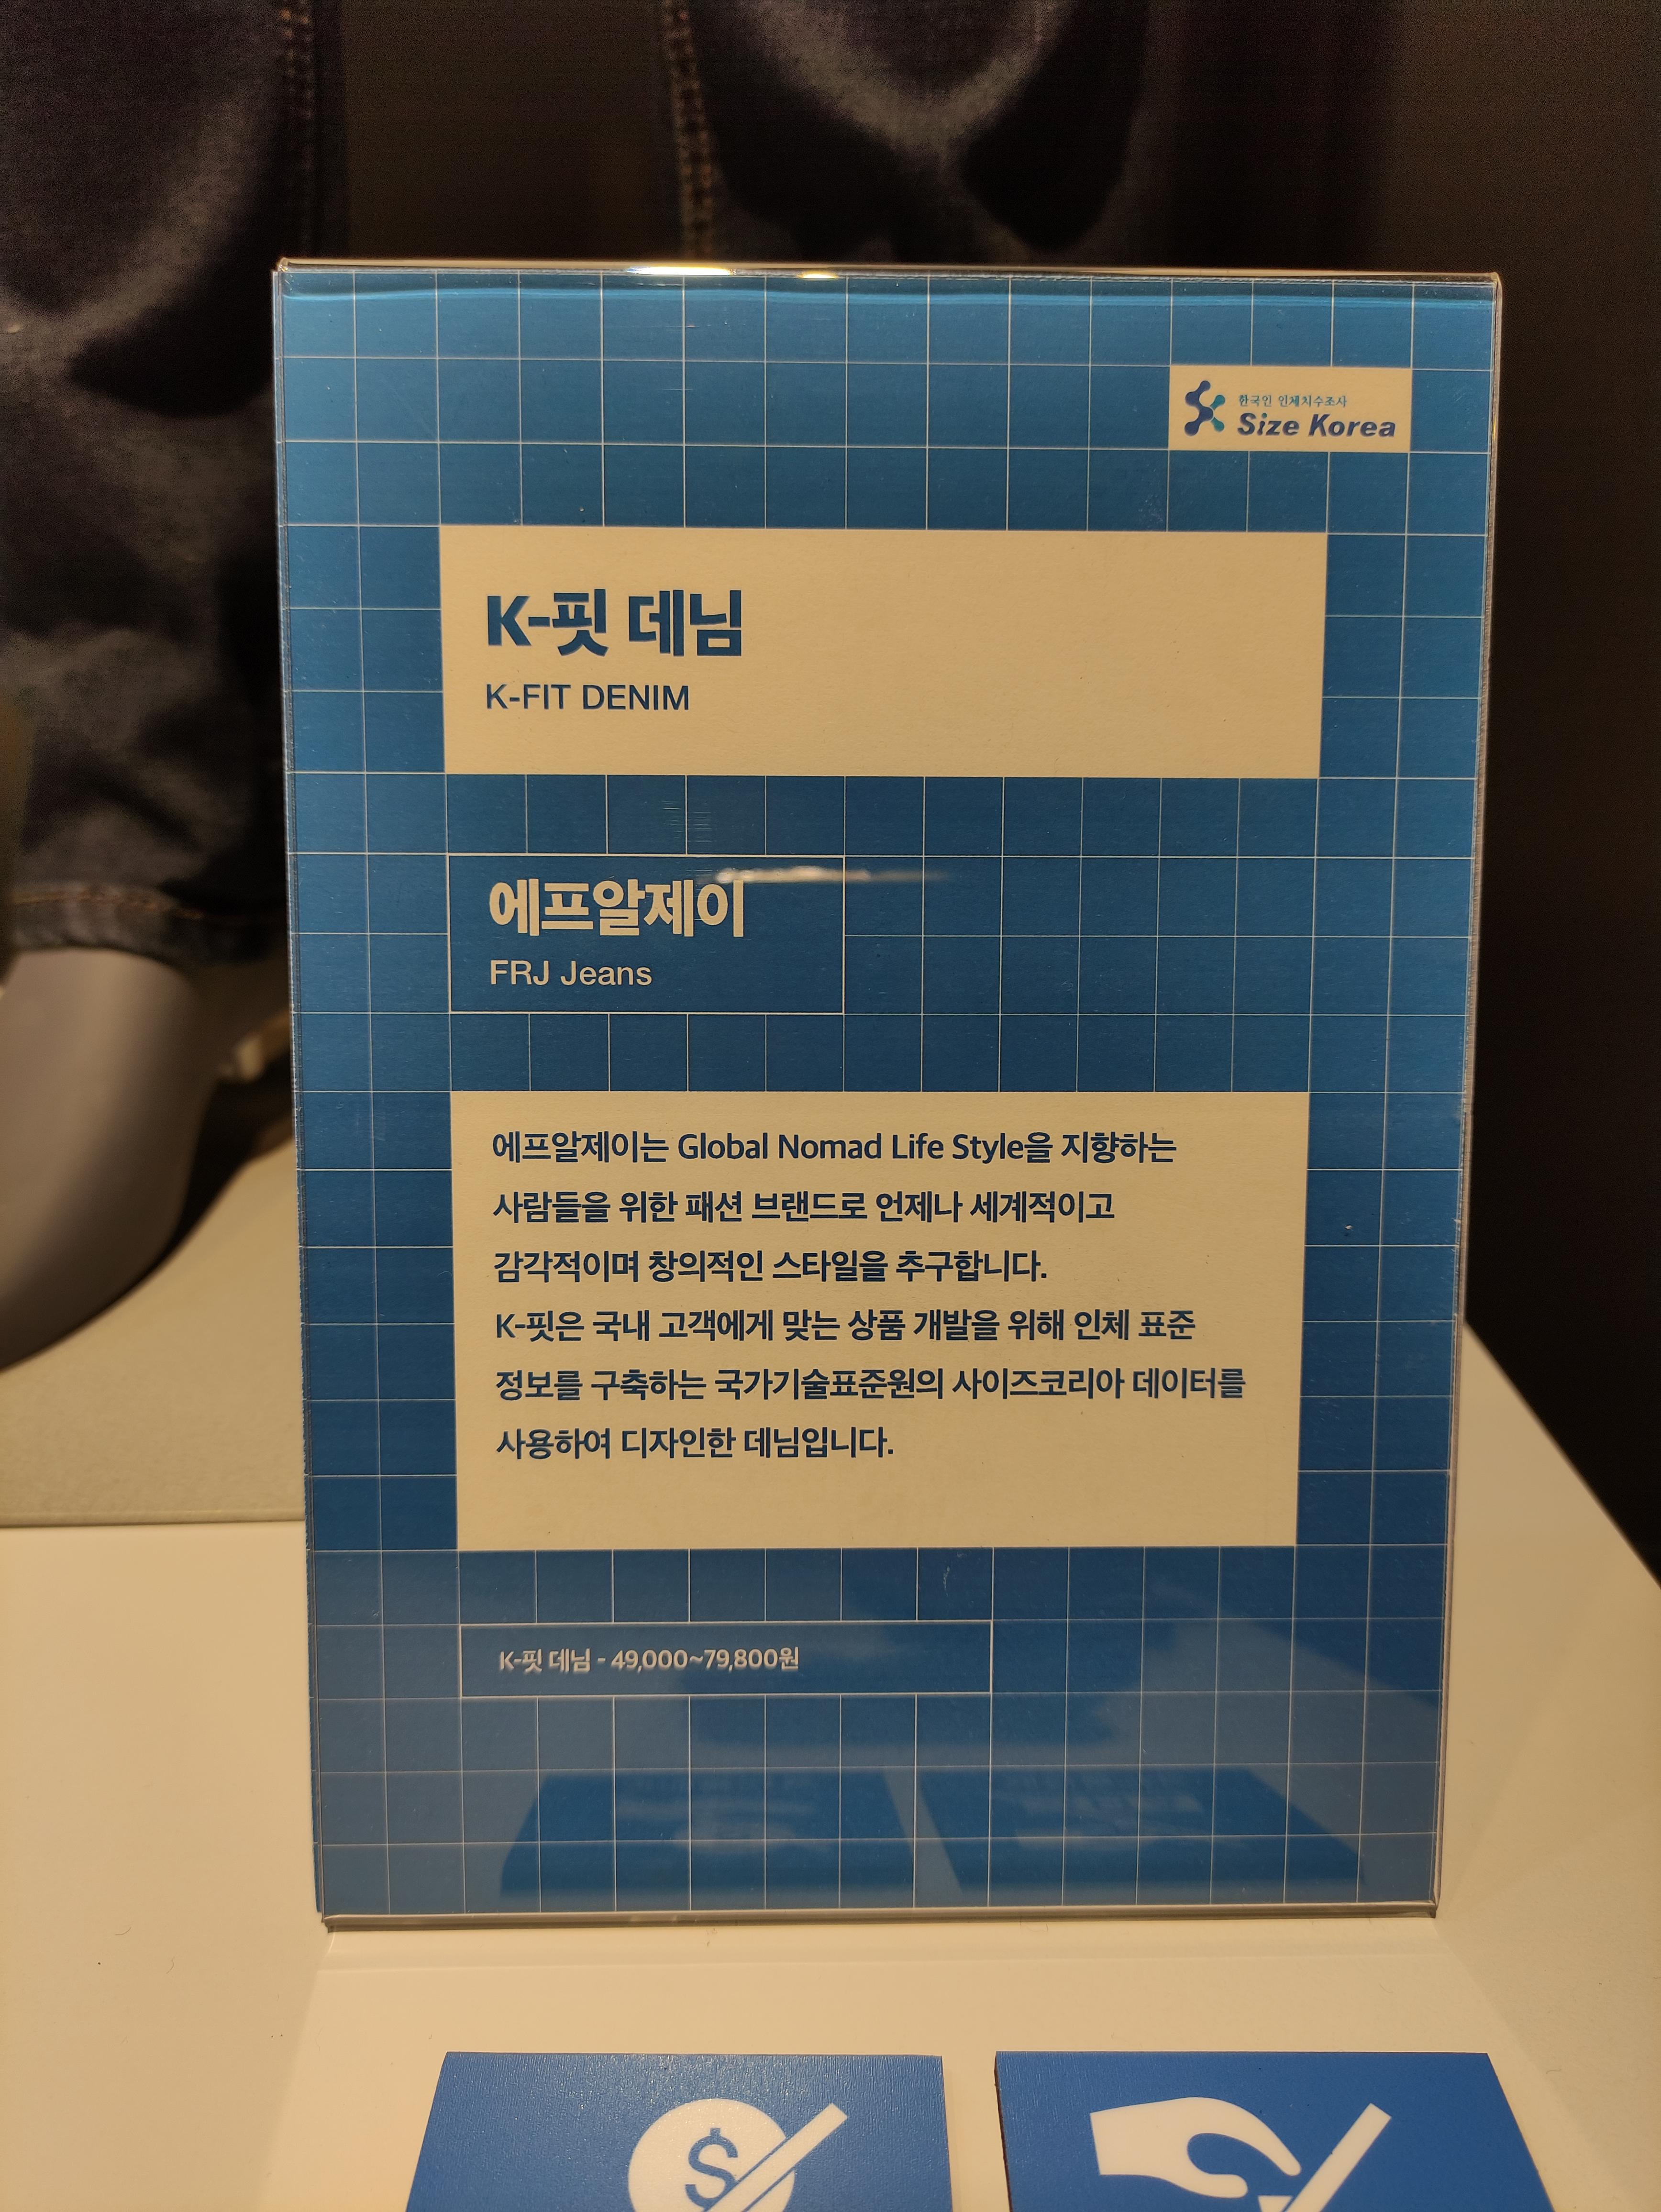 한국인 인체치수조사
Size Korea
K-핏 데님
K-FIT DENIM
에프알제이
FRJ Jeans
에프알제이는 Global Nomad Life Style을 지향하는
사람들을 위한 패션 브랜드로 언제나 세계적이고
감각적이며 창의적인 스타일을 추구합니다.
K-핏은 국내 고객에게 맞는 상품 개발을 위해 인체 표준
정보를 구축하는 국가기술표준원의 사이즈코리아 데이터를
사용하여 디자인한 데님입니다.
K-핏 데님 - 49,000~79,800원
$